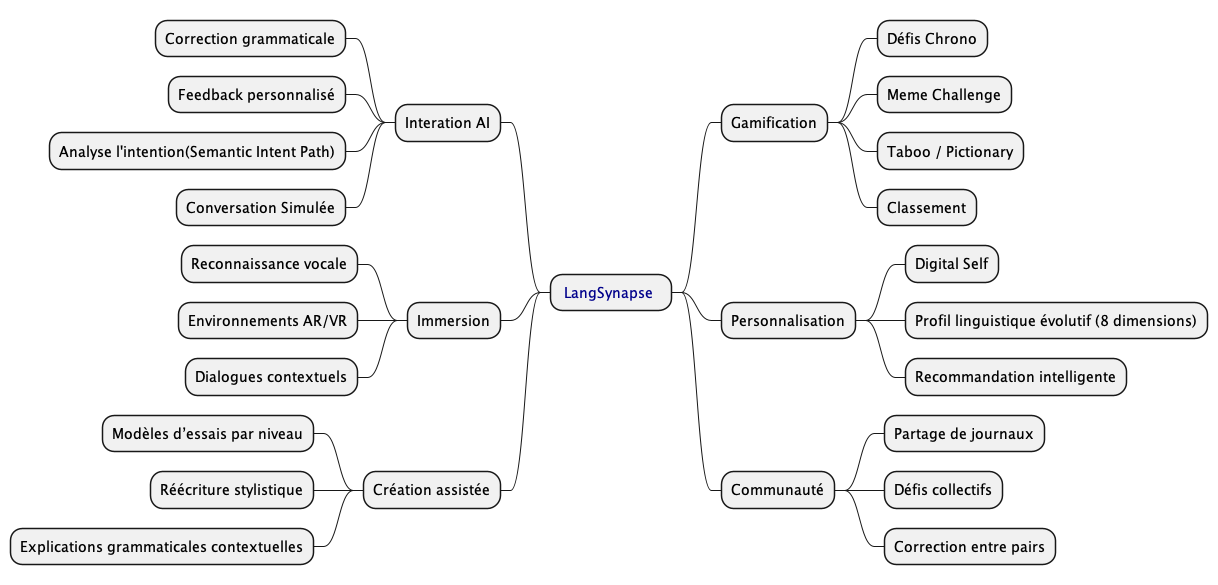 LangSynapse
Interation AI
Correction grammaticale
Feedback personnalisé
Analyse l'intention(Semantic Intent Path)
Conversation Simulée
Immersion
Reconnaissance vocale
Environnements AR/VR
Dialogues contextuels
Création assistée
Modèles d’essais par niveau
Réécriture stylistique
Explications grammaticales contextuelles
Gamification
Défis Chrono
Meme Challenge
Taboo / Pictionary
Classement
Personnalisation
Digital Self
Profil linguistique évolutif (8 dimensions)
Recommandation intelligente
Communauté
Partage de journaux
Défis collectifs
Correction entre pairs